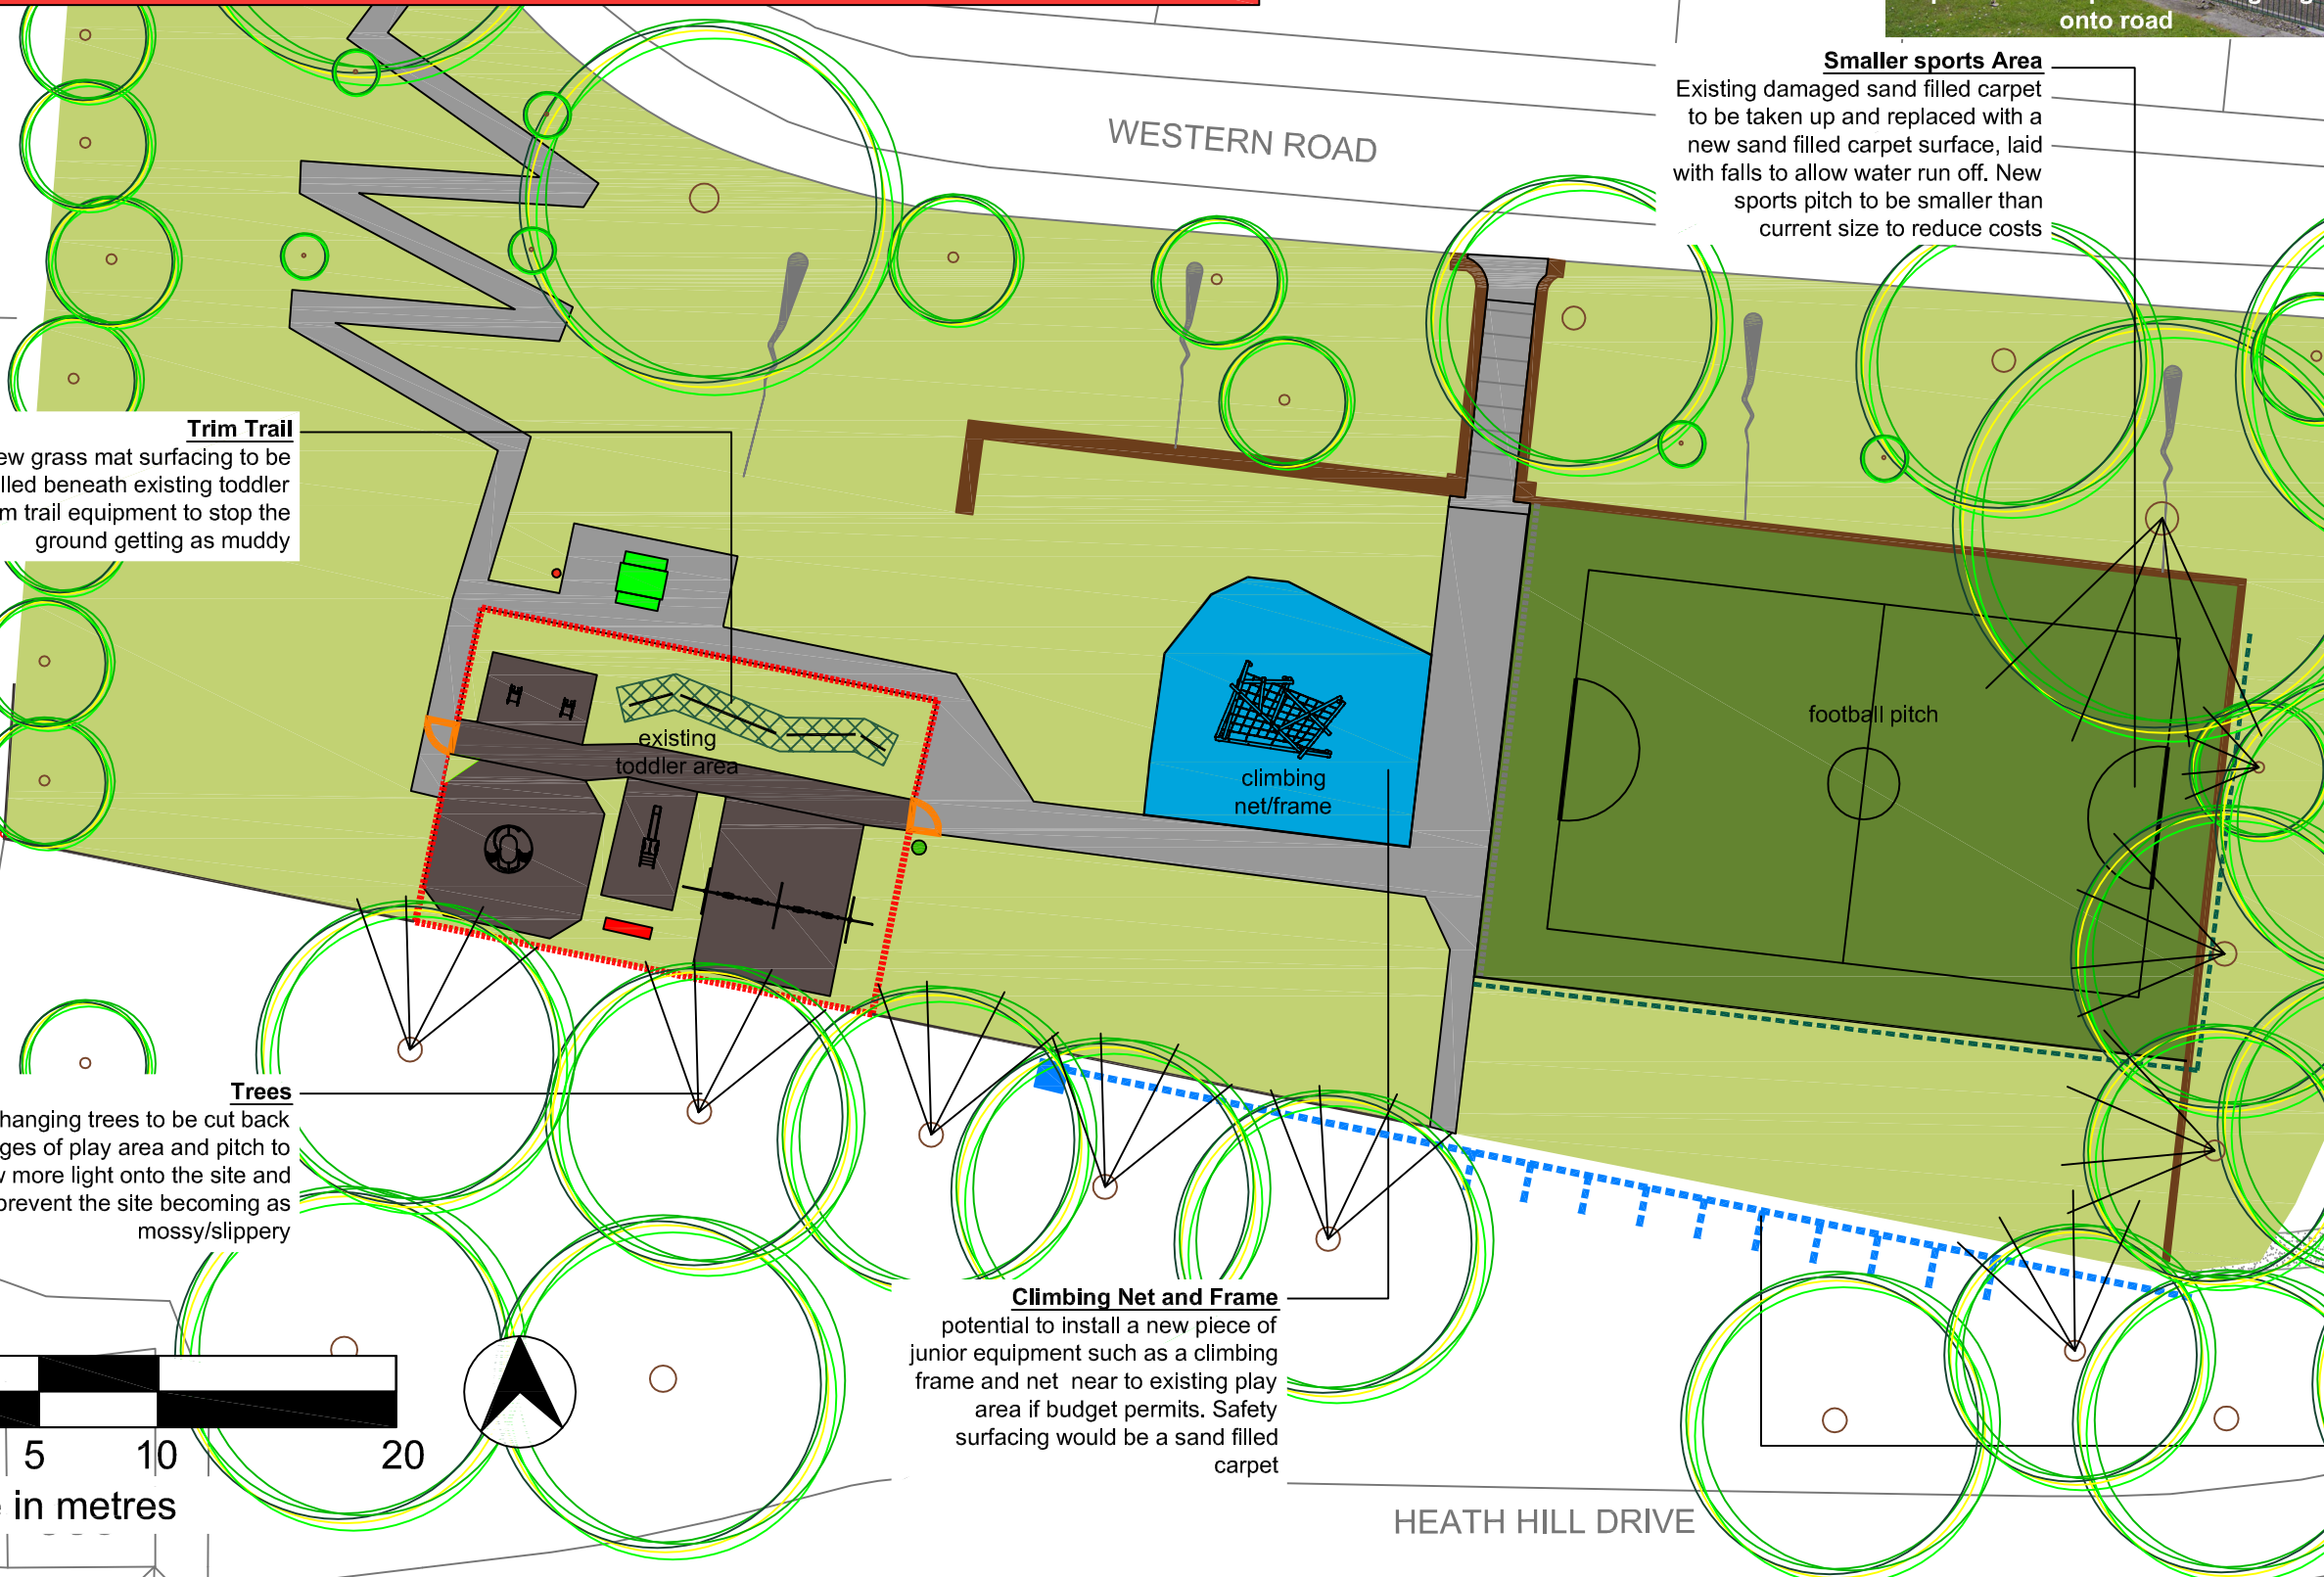 onto road
Smaller sports Area
Existing damaged sand filled carpet
to be taken up and replaced with a
new sand filled carpet surface, laid
with falls to allow water run off. New
sports pitch to be smaller than
current size to reduce costs
WESTERN ROAD
Trim Trail
ew grass mat surfacing to be
lled beneath existing toddler
m trail equipment to stop the
ground getting as muddy
existing
toddler area
climbing
net/frame
football pitch
Trees
hanging trees to be cut back
ges of play area and pitch to
w more light onto the site and
prevent the site becoming as
mossy/slippery
Climbing Net and Frame
potential to install a new piece of
junior equipment such as a climbing
frame and net near to existing play
area if budget permits. Safety
surfacing would be a sand filled
carpet
5 10 20
e in metres
HEATH HILL DRIVE